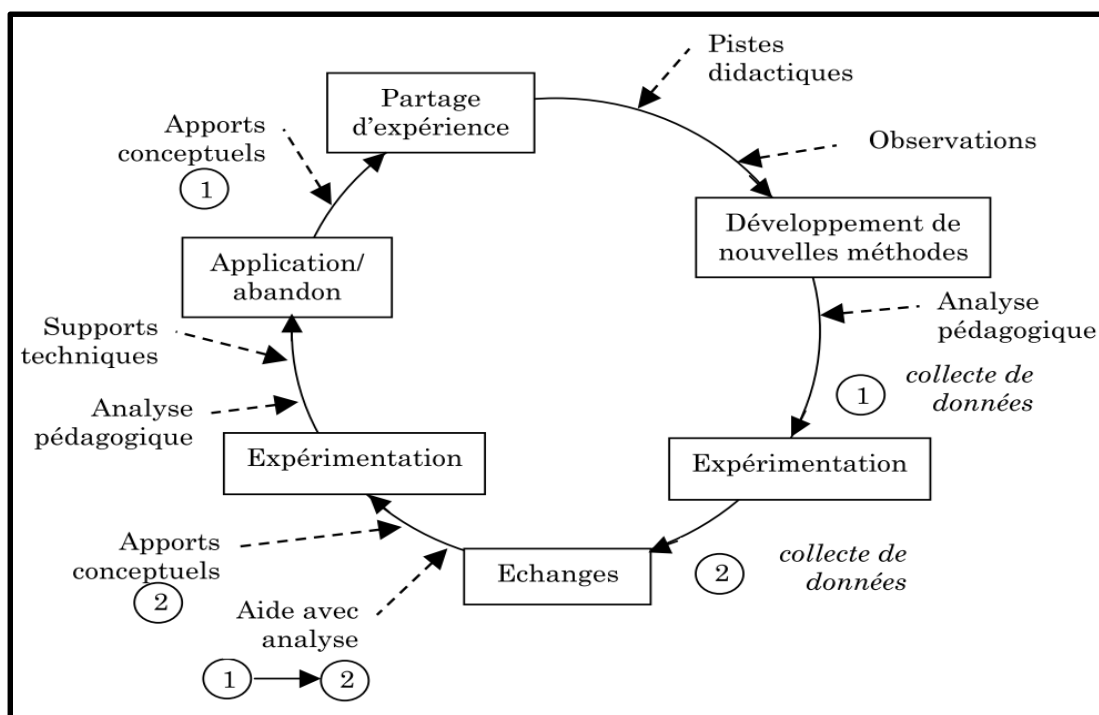 Pistes
didactiques
Partage
d'expérience
Apports
conceptuels
1
Observations
Développement de
nouvelles méthodes
Application/
abandon
Analyse
pédagogique
Supports
techniques
collecte de
données
1
Analyse
pédagogique
Expérimentation
Expérimentation
Apports
conceptuels
2
Echanges
2
collecte de
données
Aide avec
analyse
1
2